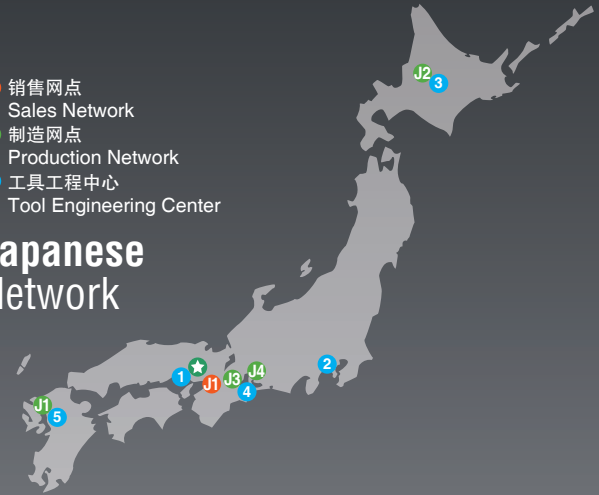 销售网点
Sales Network
制造网点
Production Network
工具工程中心
Tool Engineering Center
apanese
etwork
J2
3
2
1
J1
J3
J4
4
J1
5